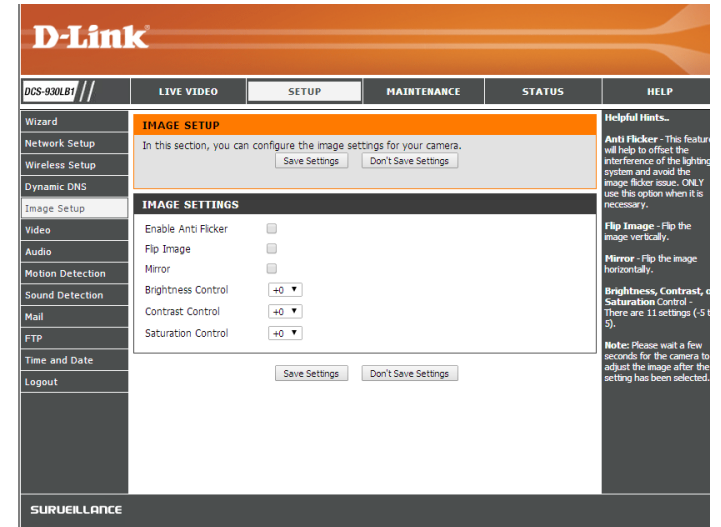 D-Link
DCS-930LB1 //
LIVE VIDEO
SETUP
MAINTENANCE
STATUS
HELP
Wizard
Network Setup
Wireless Setup
Dynamic DNS
Image Setup
Video
Audio
Motion Detection
Sound Detection
Mail
FTP
Time and Date
Logout
IMAGE SETUP
In this section, you can configure the image settings for your camera.
Save Settings
Don't Save Settings
IMAGE SETTINGS
Enable Anti Flicker
Flip Image
Mirror
Brightness Control +0
Contrast Control +0
Saturation Control +0
Save Settings
Don't Save Settings
Helpful Hints..
Anti Flicker - This feature
will help to offset the
interference of the lighting
system and avoid the
image flicker issue. ONLY
use this option when it is
necessary.
Flip Image - Flip the
image vertically.
Mirror - Flip the image
horizontally.
Brightness, Contrast,
Saturation Control -
There are 11 settings (-5
5).
Note: Please wait a few
seconds for the camera to
adjust the image after the
setting has been selected.
SURVEILLANCE